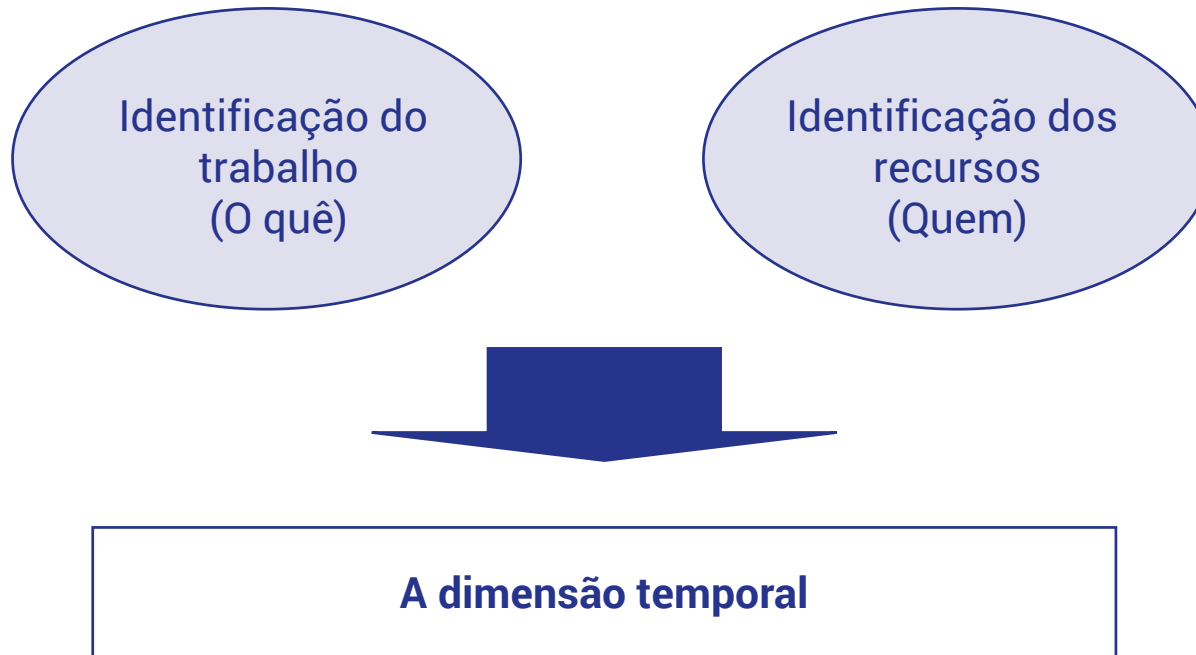 Identificação do
trabalho
(O quê)
Identificação dos
recursos
(Quem)
A dimensão temporal